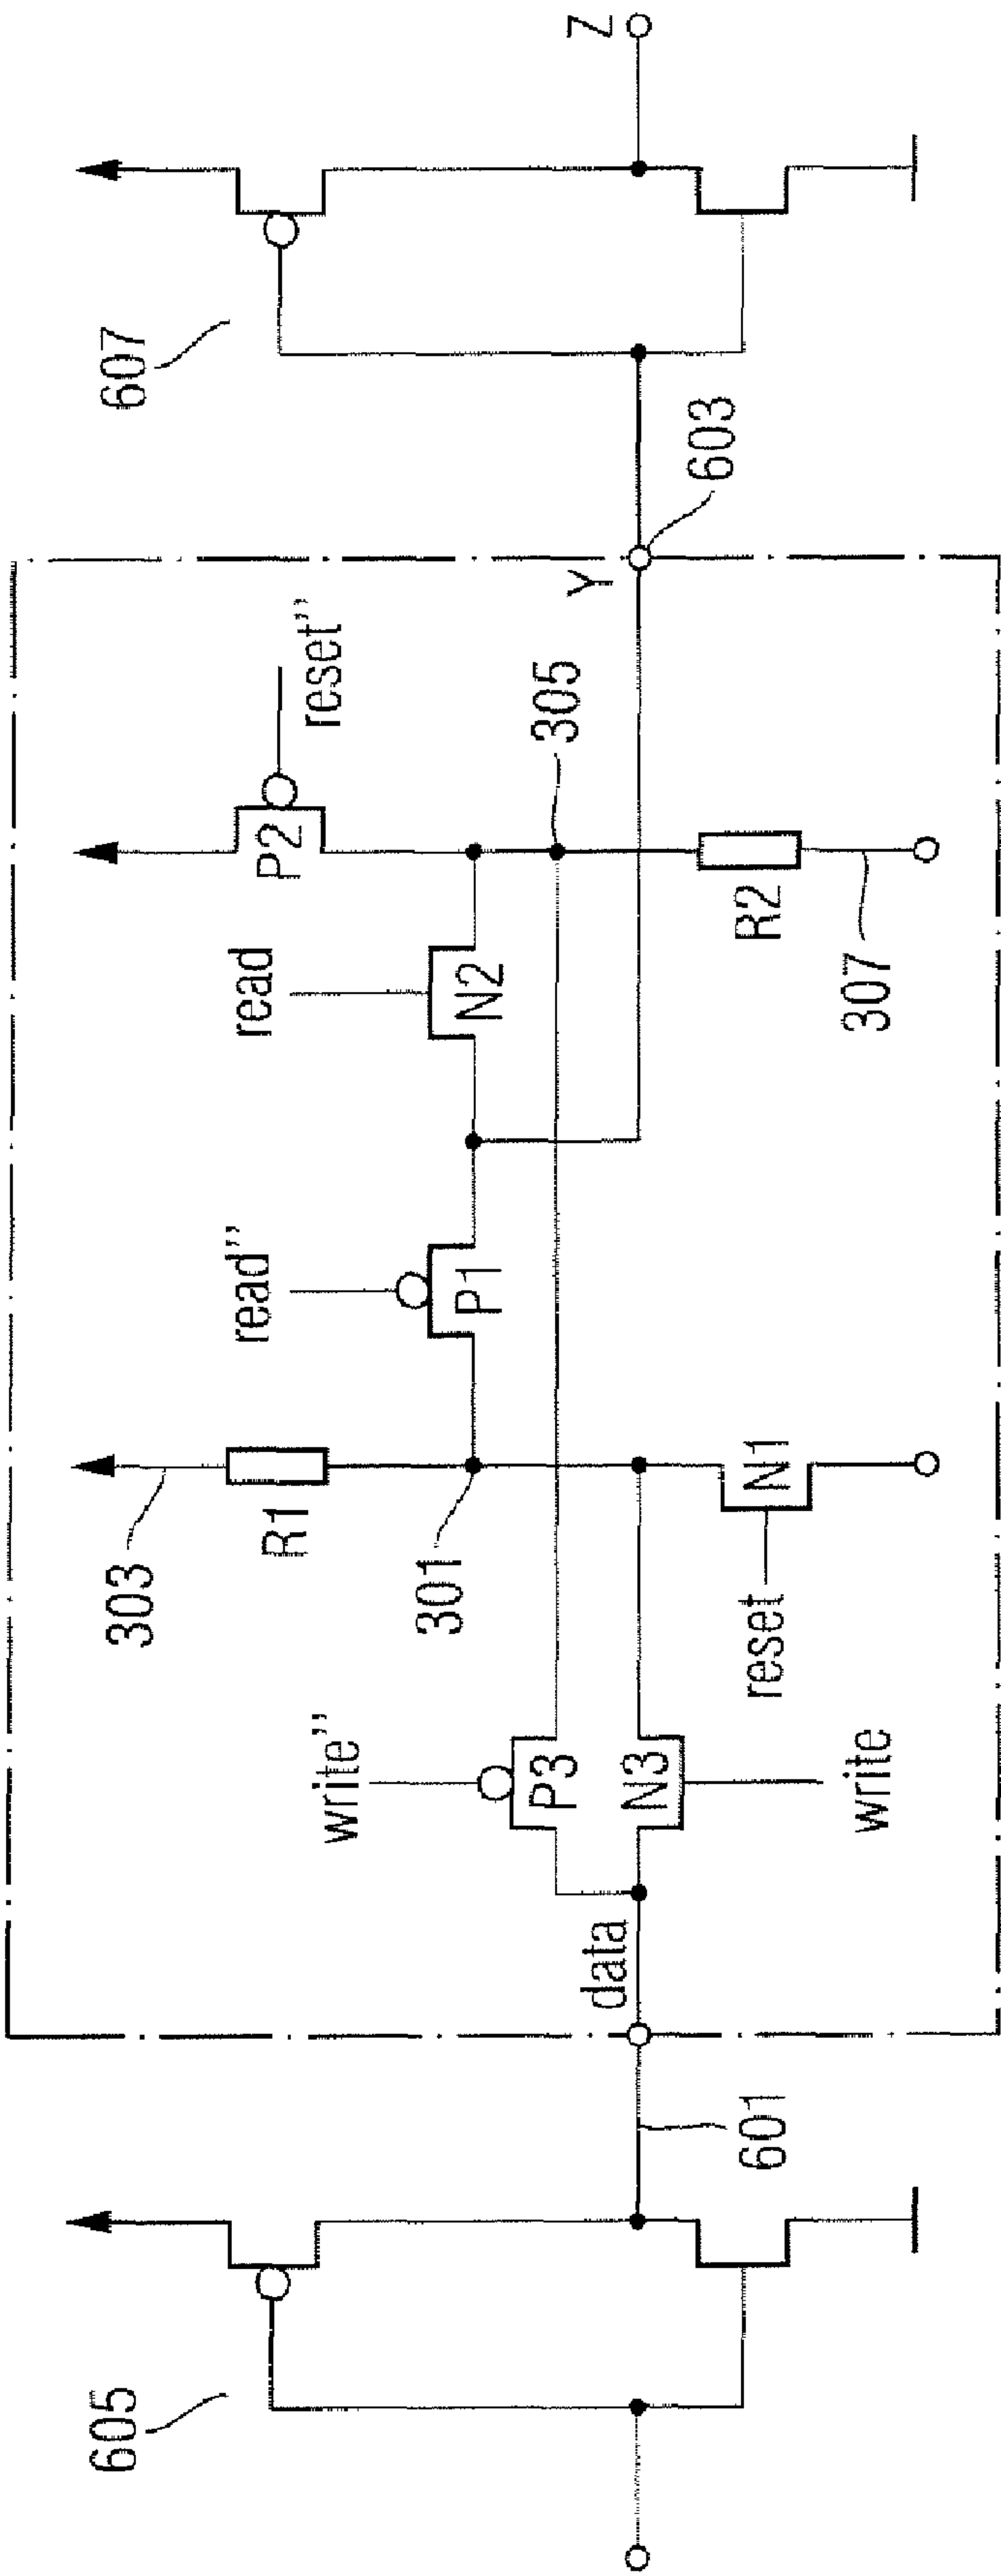 605
303
607
read''
read
R1
P2
reset''
write''
301
P1
N2
P3
305
data
Y
Z
N3
603
601
reset
N1
R2
write
307